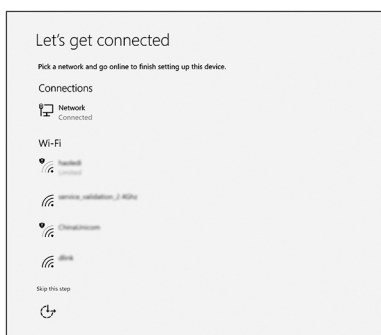 Let's get connected
Pick a network and go online to finish setting up this device.
Connections
Network
Connected
Wi-Fi
Limited
service_validation_2.4Ghz
ChinaUnicom
dlink
Skip this step